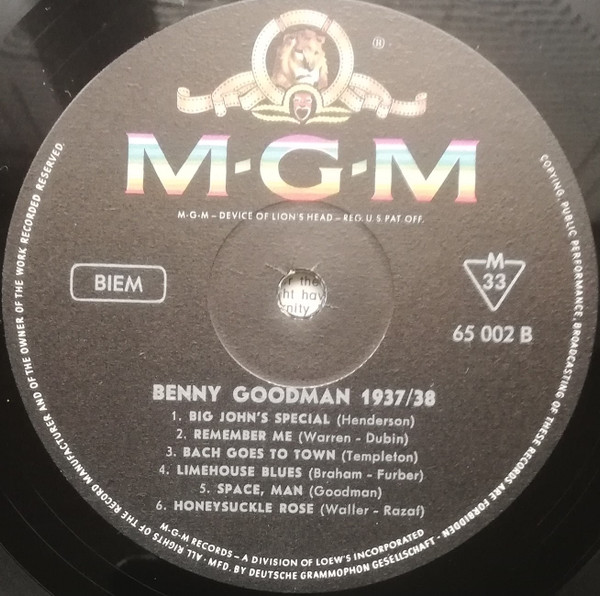 ®
M·G·M
M-G-M – DEVICE OF LION'S HEAD – REG. U.S. PAT. OFF.
BIEM
M
33
65 002 B
r the
ht hav
nity
BENNY GOODMAN 1937/38
1. BIG JOHN'S SPECIAL (Henderson)
2. REMEMBER ME (Warren - Dubin)
3. BACH GOES TO TOWN (Templeton)
4. LIMEHOUSE BLUES (Braham - Furber)
5. SPACE, MAN (Goodman)
6. HONEYSUCKLE ROSE (Waller - Razaf)
M-G-M RECORDS – A DIVISION OF LOEW'S INCORPORATED
ALL RIGHTS OF THE RECORD MANUFACTURER AND OF THE OWNER OF THE WORK RECORDED RESERVED.
COPYING, PUBLIC PERFORMANCE, BROADCASTING OF THESE RECORDS ARE FORBIDDEN
· MFD. BY DEUTSCHE GRAMMOPHON GESELLSCHAFT ·